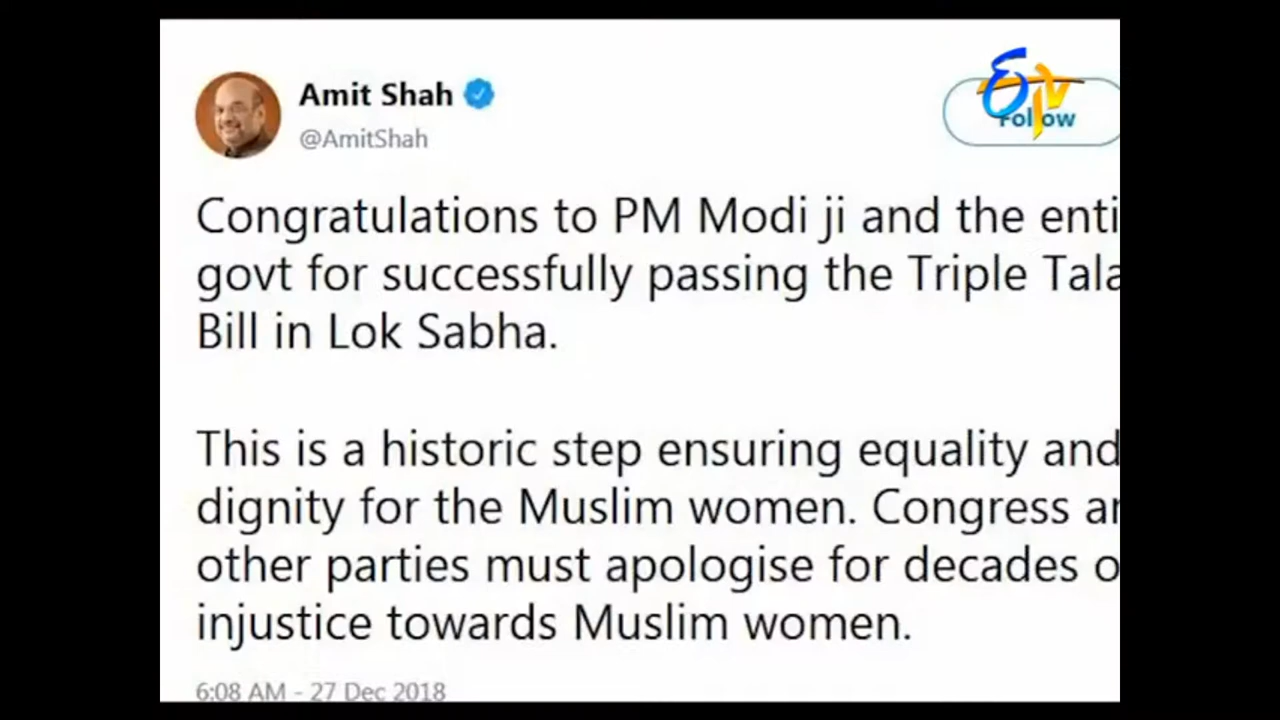 Amit Shah
@AmitShah
ETV
Follow
Congratulations to PM Modi ji and the enti
govt for successfully passing the Triple Tala
Bill in Lok Sabha.
This is a historic step ensuring equality and
dignity for the Muslim women. Congress an
other parties must apologise for decades o
injustice towards Muslim women.
6:08 AM - 27 Dec 2018